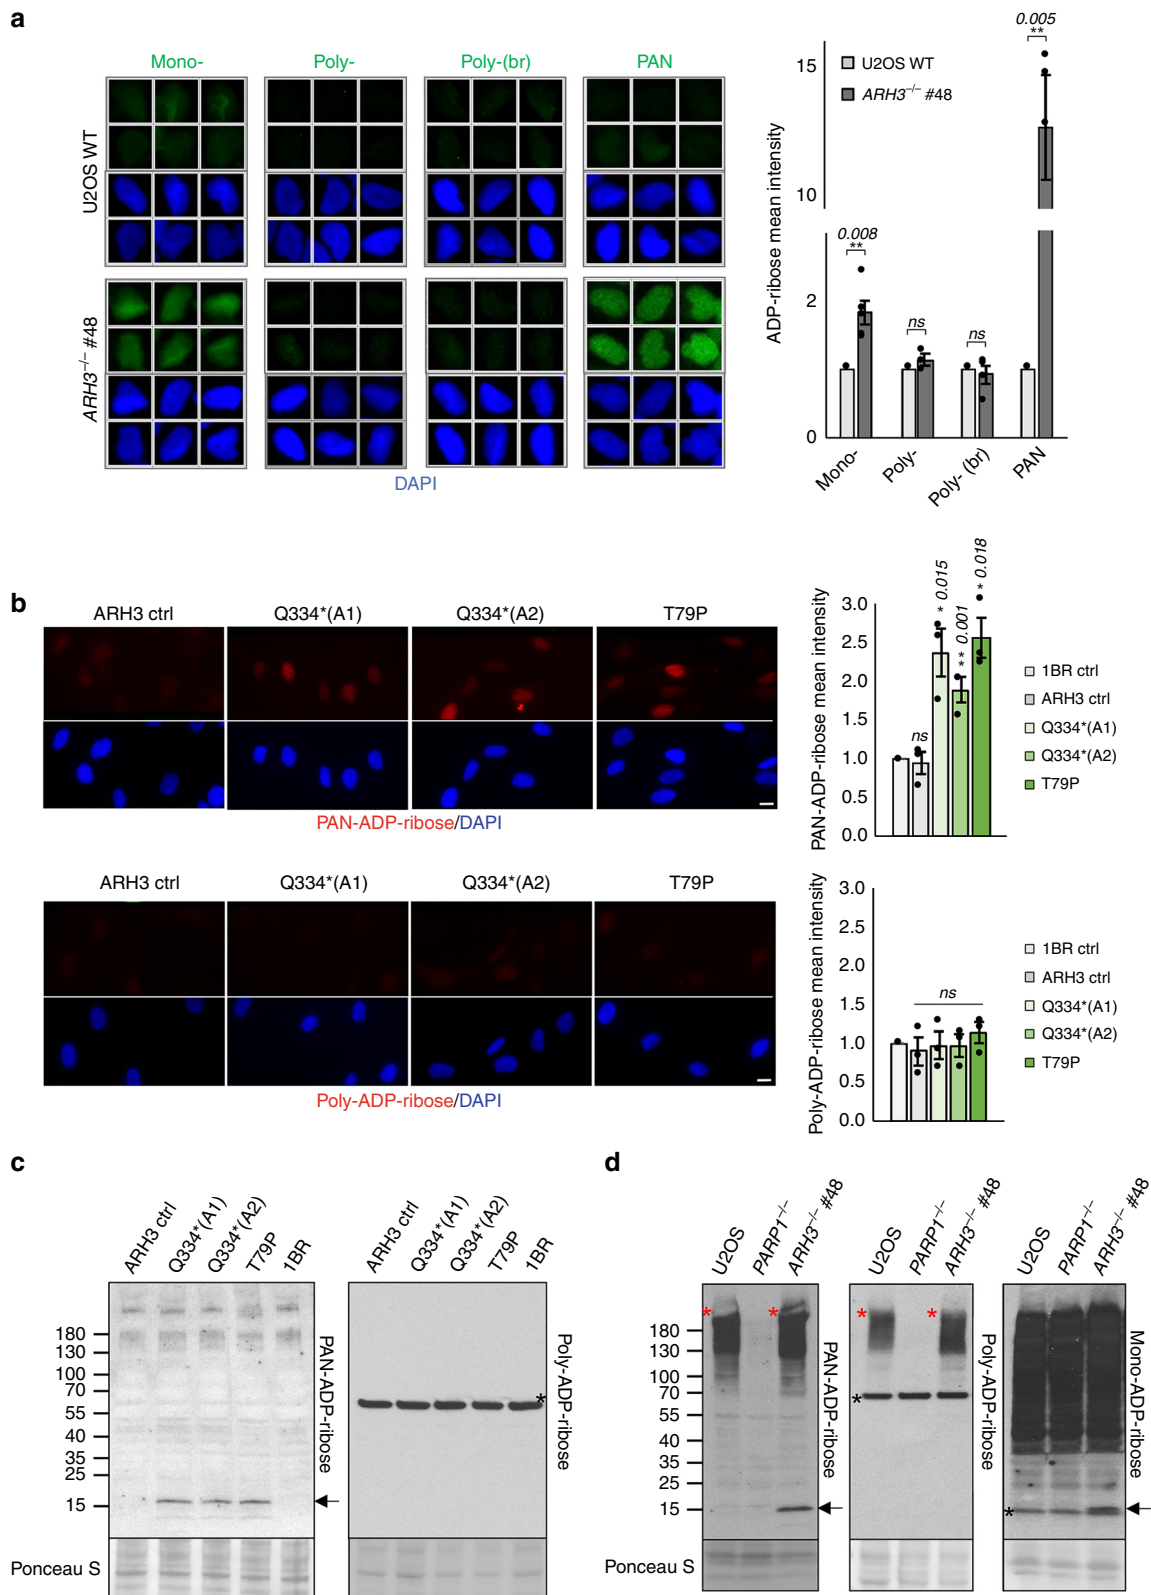 a
Mono-
Poly-
Poly-(br)
PAN
U2OS WT
ARH3–/– #48
DAPI
ADP-ribose mean intensity
15
10
2
0
U2OS WT
ARH3–/– #48
0.008
**
ns
ns
0.005
**
Mono-
Poly-
Poly- (br)
PAN
b
ARH3 ctrl
Q334*(A1)
Q334*(A2)
T79P
PAN-ADP-ribose/DAPI
PAN-ADP-ribose mean intensity
3.0
2.5
2.0
1.5
1.0
0.5
0.0
ns
* 0.015
** 0.001
* 0.018
1BR ctrl
ARH3 ctrl
Q334*(A1)
Q334*(A2)
T79P
ARH3 ctrl
Q334*(A1)
Q334*(A2)
T79P
Poly-ADP-ribose/DAPI
Poly-ADP-ribose mean intensity
3.0
2.5
2.0
1.5
1.0
0.5
0.0
ns
1BR ctrl
ARH3 ctrl
Q334*(A1)
Q334*(A2)
T79P
c
ARH3 ctrl
Q334*(A1)
Q334*(A2)
T79P
1BR
180
130
100
70
55
40
35
25
15
PAN-ADP-ribose
ARH3 ctrl
Q334*(A1)
Q334*(A2)
T79P
1BR
*
Poly-ADP-ribose
Ponceau S
d
U2OS
PARP1–/–
ARH3–/– #48
180
130
100
70
55
40
35
25
15
*
*
PAN-ADP-ribose
U2OS
PARP1–/–
ARH3–/– #48
*
*
*
Poly-ADP-ribose
U2OS
PARP1–/–
ARH3–/– #48
*
Mono-ADP-ribose
Ponceau S